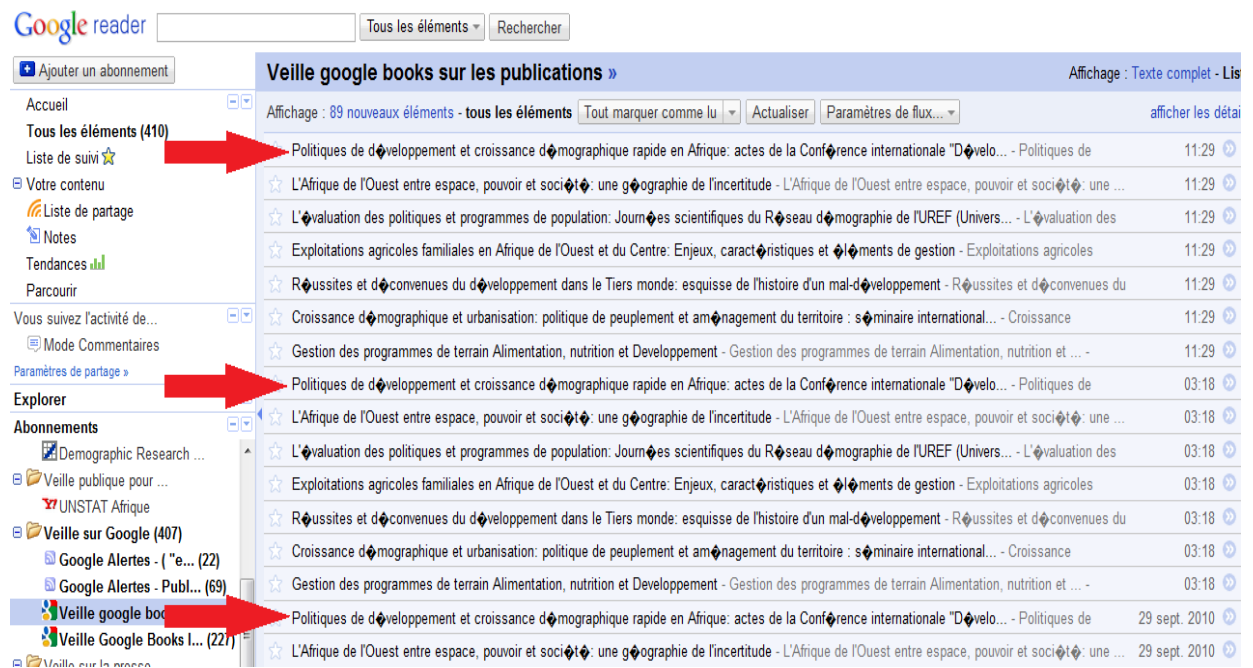 Google reader Tous les éléments Rechercher
Ajouter un abonnement
Accueil
Tous les éléments (410)
Liste de suivi
Votre contenu
Liste de partage
Notes
Tendances
Parcourir
Vous suivez l'activité de...
Mode Commentaires
Paramètres de partage »
Explorer
Abonnements
Demographic Research ...
Veille publique pour ...
UNSTAT Afrique
Veille sur Google (407)
Google Alertes - ( "e... (22)
Google Alertes - Publ... (69)
Veille google
Veille Google Books I... (227)
Veille sur la presse
Veille google books sur les publications » Affichage : Texte complet - List
Affichage : 89 nouveaux éléments - tous les éléments Tout marquer comme lu Actualiser Paramètres de flux... afficher les détai
Politiques de d�veloppement et croissance d�mographique rapide en Afrique: actes de la Conf�rence internationale "D�velo... - Politiques de 11:29
L'Afrique de l'Ouest entre espace, pouvoir et soci�t�: une g�ographie de l'incertitude - L'Afrique de l'Ouest entre espace, pouvoir et soci�t�: une ... 11:29
L'�valuation des politiques et programmes de population: Journ�es scientifiques du R�seau d�mographie de l'UREF (Univers... - L'�valuation des 11:29
Exploitations agricoles familiales en Afrique de l'Ouest et du Centre: Enjeux, caract�ristiques et �l�ments de gestion - Exploitations agricoles 11:29
R�ussites et d�convenues du d�veloppement dans le Tiers monde: esquisse de l'histoire d'un mal-d�veloppement - R�ussites et d�convenues du 11:29
Croissance d�mographique et urbanisation: politique de peuplement et am�nagement du territoire : s�minaire international... - Croissance 11:29
Gestion des programmes de terrain Alimentation, nutrition et Developpement - Gestion des programmes de terrain Alimentation, nutrition et ... - 11:29
Politiques de d�veloppement et croissance d�mographique rapide en Afrique: actes de la Conf�rence internationale "D�velo... - Politiques de 03:18
L'Afrique de l'Ouest entre espace, pouvoir et soci�t�: une g�ographie de l'incertitude - L'Afrique de l'Ouest entre espace, pouvoir et soci�t�: une ... 03:18
L'�valuation des politiques et programmes de population: Journ�es scientifiques du R�seau d�mographie de l'UREF (Univers... - L'�valuation des 03:18
Exploitations agricoles familiales en Afrique de l'Ouest et du Centre: Enjeux, caract�ristiques et �l�ments de gestion - Exploitations agricoles 03:18
R�ussites et d�convenues du d�veloppement dans le Tiers monde: esquisse de l'histoire d'un mal-d�veloppement - R�ussites et d�convenues du 03:18
Croissance d�mographique et urbanisation: politique de peuplement et am�nagement du territoire : s�minaire international... - Croissance 03:18
Gestion des programmes de terrain Alimentation, nutrition et Developpement - Gestion des programmes de terrain Alimentation, nutrition et ... - 03:18
Politiques de d�veloppement et croissance d�mographique rapide en Afrique: actes de la Conf�rence internationale "D�velo... - Politiques de 29 sept. 2010
L'Afrique de l'Ouest entre espace, pouvoir et soci�t�: une g�ographie de l'incertitude - L'Afrique de l'Ouest entre espace, pouvoir et soci�t�: une ... 29 sept. 2010